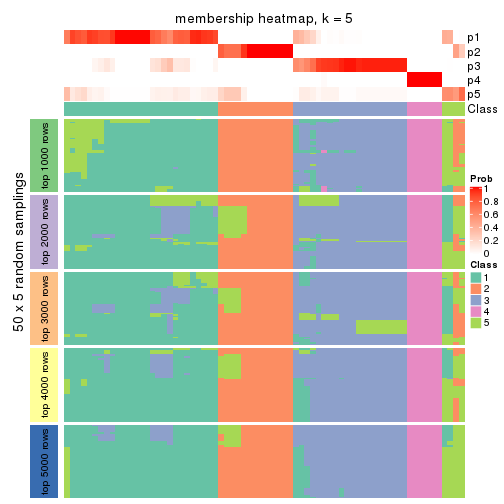 membership heatmap, k = 5
p1
p2
p3
p4
p5
Class
50 x 5 random samplings
top 1000 rows
top 2000 rows
top 3000 rows
top 4000 rows
top 5000 rows
Prob
1
0.8
0.6
0.4
0.2
0
Class
1
2
3
4
5